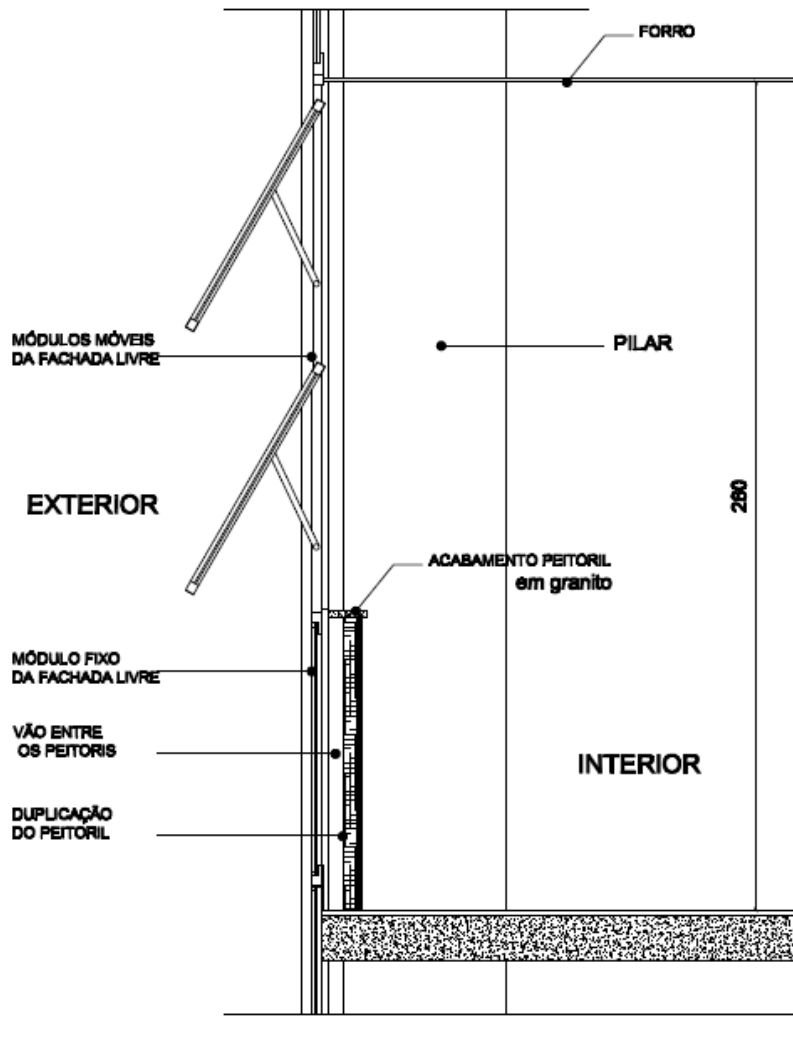 FORRO
MÓDULOS MÓVEIS
DA FACHADA LIVRE
PILAR
EXTERIOR
280
ACABAMENTO PEITORIL
em granito
MÓDULO FIXO
DA FACHADA LIVRE
VÃO ENTRE
OS PEITORIS
INTERIOR
DUPLICAÇÃO
DO PEITORIL